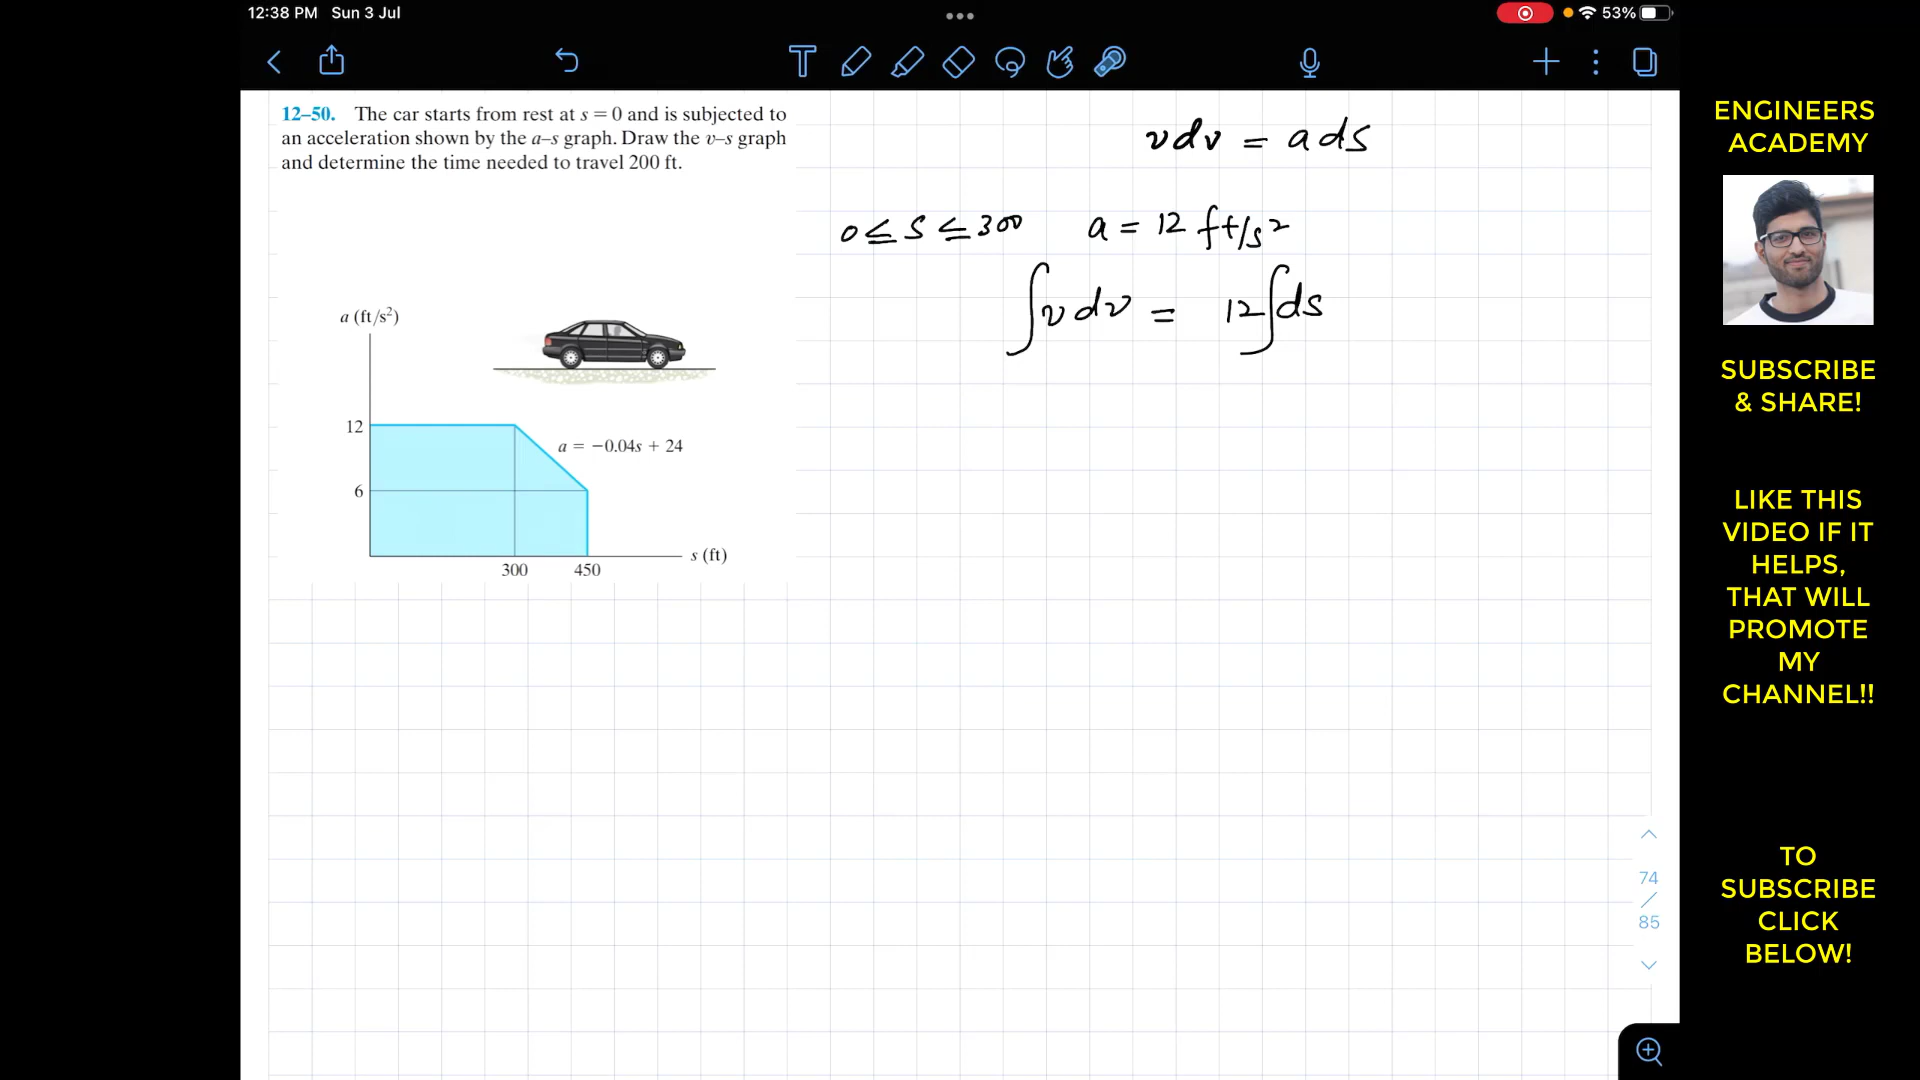 12:38 PM Sun 3 Jul
53%
12–50. The car starts from rest at s = 0 and is subjected to
an acceleration shown by the a–s graph. Draw the v–s graph
and determine the time needed to travel 200 ft.
a (ft/s²)
12
a = −0.04s + 24
6
s (ft)
300 450
v dv = a ds
0 ≤ s ≤ 300 a = 12 ft/s²
∫v dv = 12∫ds
74
/
85
ENGINEERS
ACADEMY
SUBSCRIBE
& SHARE!
LIKE THIS
VIDEO IF IT
HELPS,
THAT WILL
PROMOTE
MY
CHANNEL!!
TO
SUBSCRIBE
CLICK
BELOW!